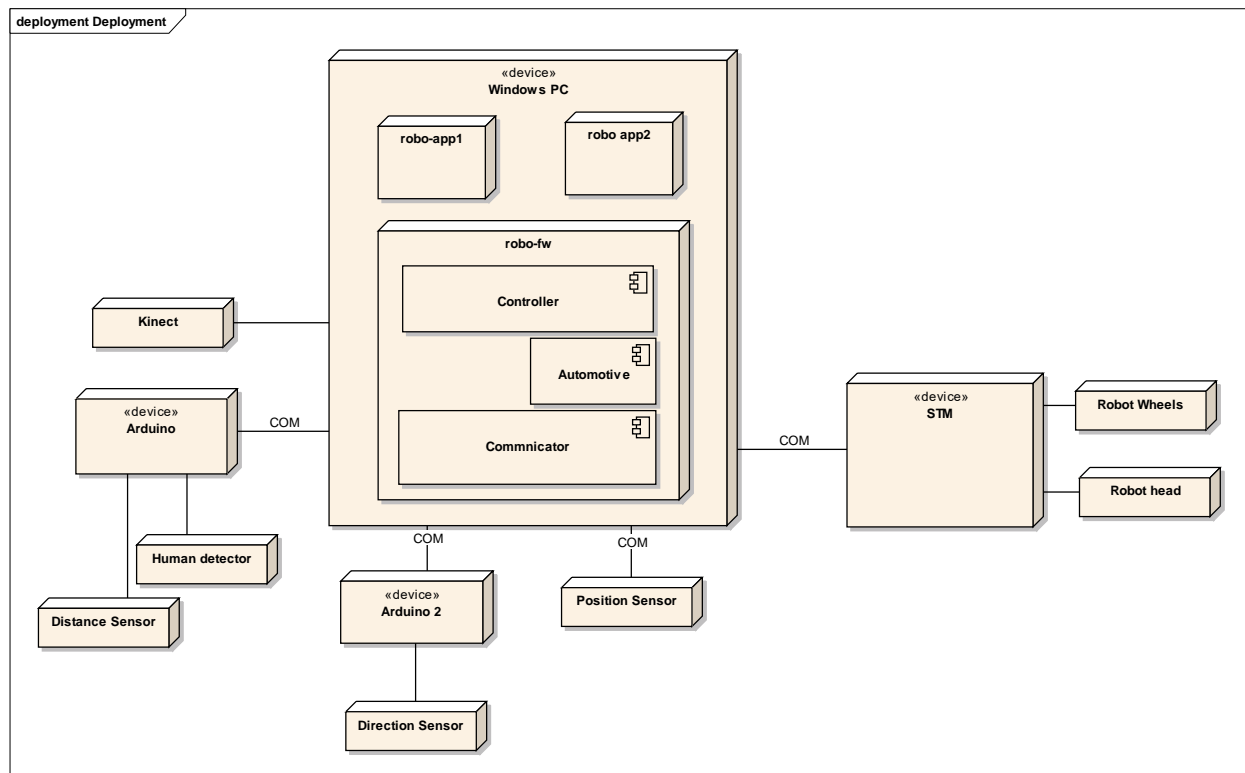 deployment Deployment
«device»
Windows PC
robo-app1
robo app2
robo-fw
Controller
Automotive
Commnicator
Kinect
«device»
Arduino
COM
Human detector
Distance Sensor
COM
«device»
Arduino 2
Direction Sensor
COM
Position Sensor
COM
«device»
STM
Robot Wheels
Robot head